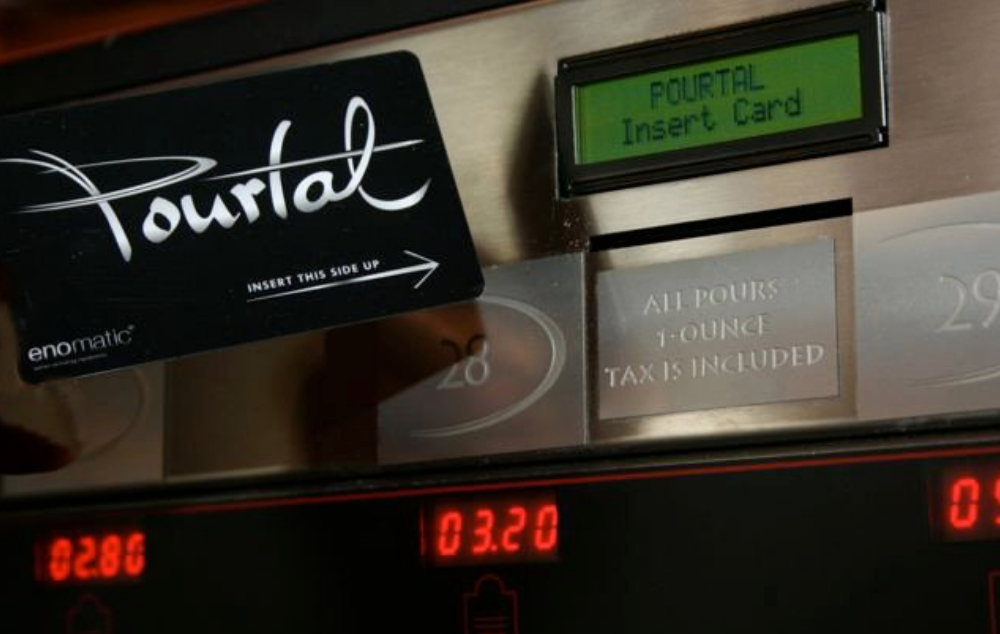 Pourtal
INSERT THIS SIDE UP
enomatic
POURTAL
Insert Card
28
ALL POURS
1-OUNCE
TAX IS INCLUDED
29
02.80
03.20